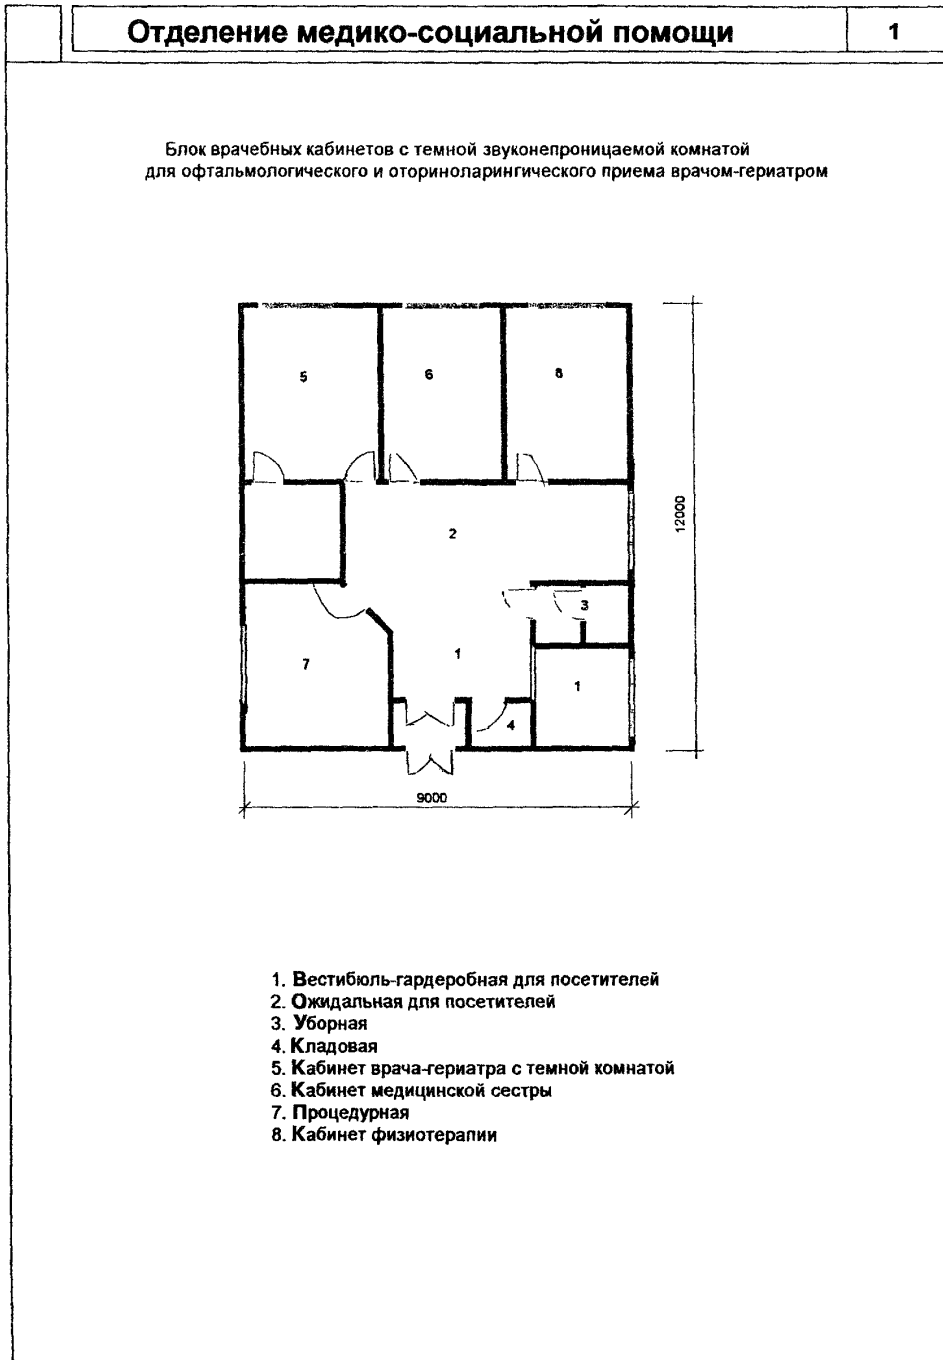 Отделение медико-социальной помощи
1
Блок врачебных кабинетов с темной звуконепроницаемой комнатой
для офтальмологического и оториноларингического приема врачом-гериатром
5
6
8
2
12000
3
1
7
1
4
9000
1. Вестибюль-гардеробная для посетителей
2. Ожидальная для посетителей
3. Уборная
4. Кладовая
5. Кабинет врача-гериатра с темной комнатой
6. Кабинет медицинской сестры
7. Процедурная
8. Кабинет физиотерапии